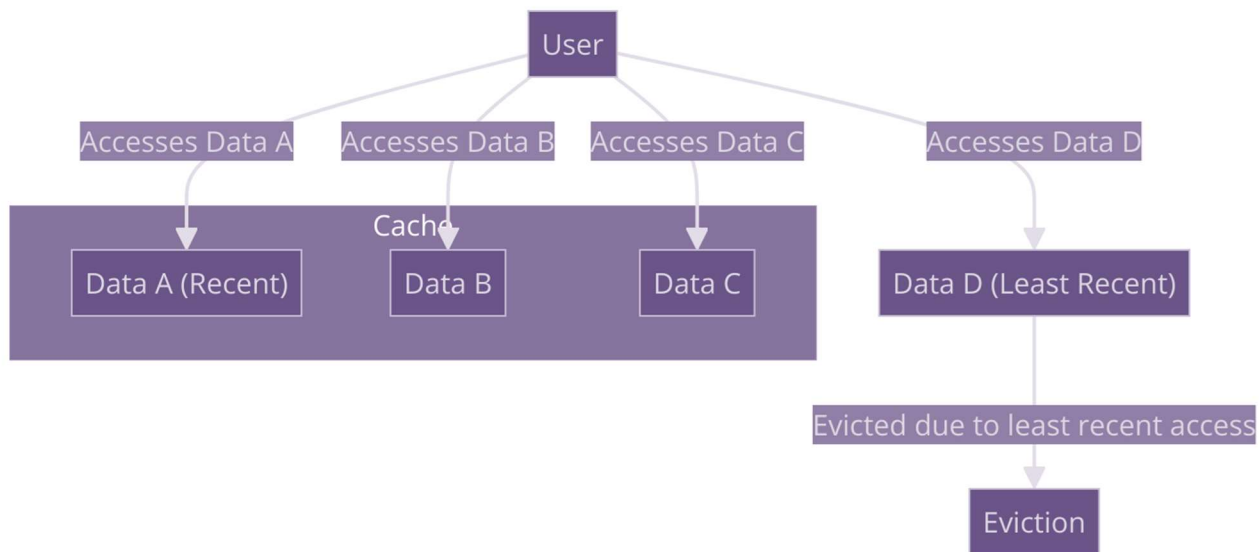 User
Accesses Data A
Accesses Data B
Accesses Data C
Accesses Data D
Cache
Data A (Recent)
Data B
Data C
Data D (Least Recent)
Evicted due to least recent access
Eviction